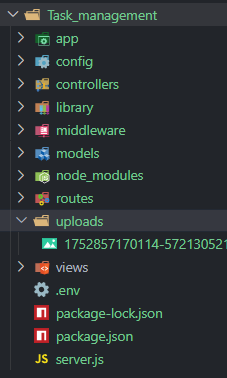 Task_management
app
config
controllers
library
middleware
models
node_modules
routes
uploads
1752857170114-572130521
views
.env
package-lock.json
package.json
JS server.js